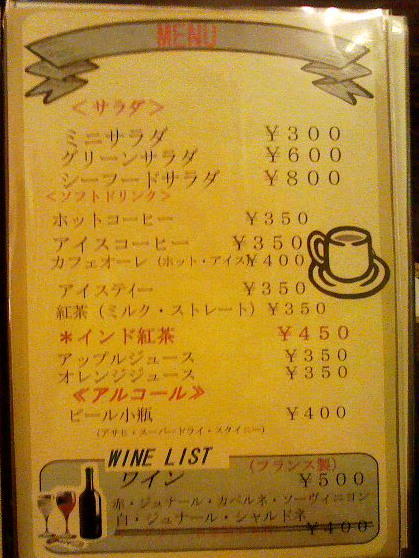 MENU
＜サラダ＞
ミニサラダ ￥３００
グリーンサラダ ￥６００
シーフードサラダ ￥８００
＜ソフトドリンク＞
ホットコーヒー ￥３５０
アイスコーヒー ￥３５０
カフェオーレ（ホット・アイス）￥４００
アイスティー ￥３５０
紅茶（ミルク・ストレート）￥３５０
＊インド紅茶 ￥４５０
アップルジュース ￥３５０
オレンジジュース ￥３５０
≪アルコール≫
ビール小瓶 ￥４００
（アサヒ・スーパードライ・スタイニー）
WINE LIST
ワイン （フランス製） ￥５００
赤・ジュナール・カベルネ・ソーヴィニヨン
白・ジュナール・シャルドネ
￥４００